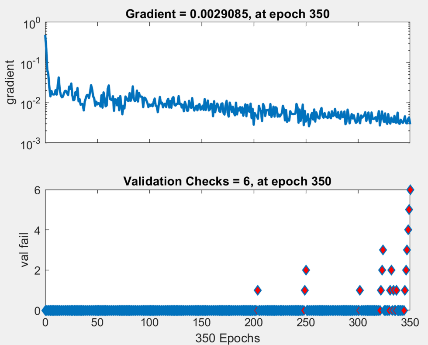 Gradient = 0.0029085, at epoch 350
10^0
10^-1
10^-2
10^-3
gradient
Validation Checks = 6, at epoch 350
6
4
2
0
val fail
0 50 100 150 200 250 300 350
350 Epochs